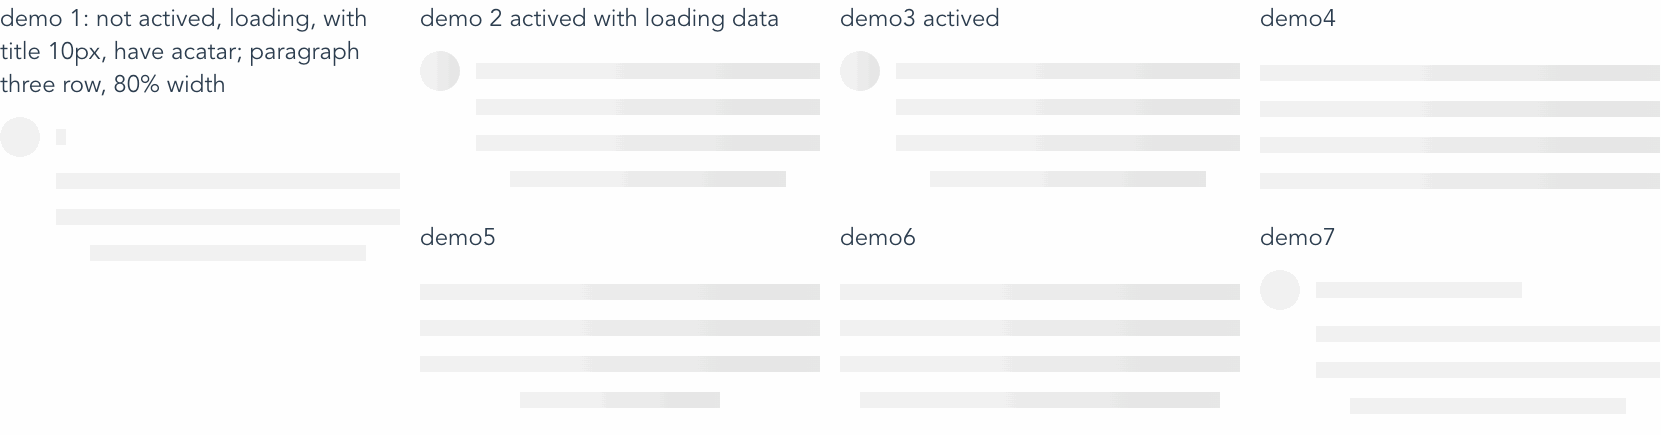 demo 1: not actived, loading, with
title 10px, have acatar; paragraph
three row, 80% width
demo 2 actived with loading data
demo3 actived
demo4
demo5
demo6
demo7